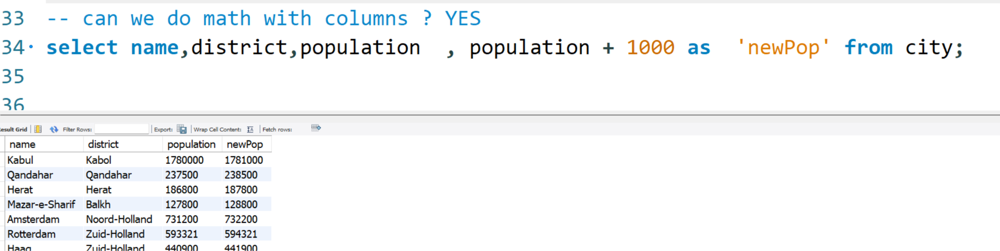 33 -- can we do math with columns ? YES
34 select name,district,population , population + 1000 as 'newPop' from city;
35
36
Result Grid Filter Rows: Export: Wrap Cell Content: Fetch rows:
name district population newPop
Kabul Kabol 1780000 1781000
Qandahar Qandahar 237500 238500
Herat Herat 186800 187800
Mazar-e-Sharif Balkh 127800 128800
Amsterdam Noord-Holland 731200 732200
Rotterdam Zuid-Holland 593321 594321
Haag Zuid-Holland 440900 441900